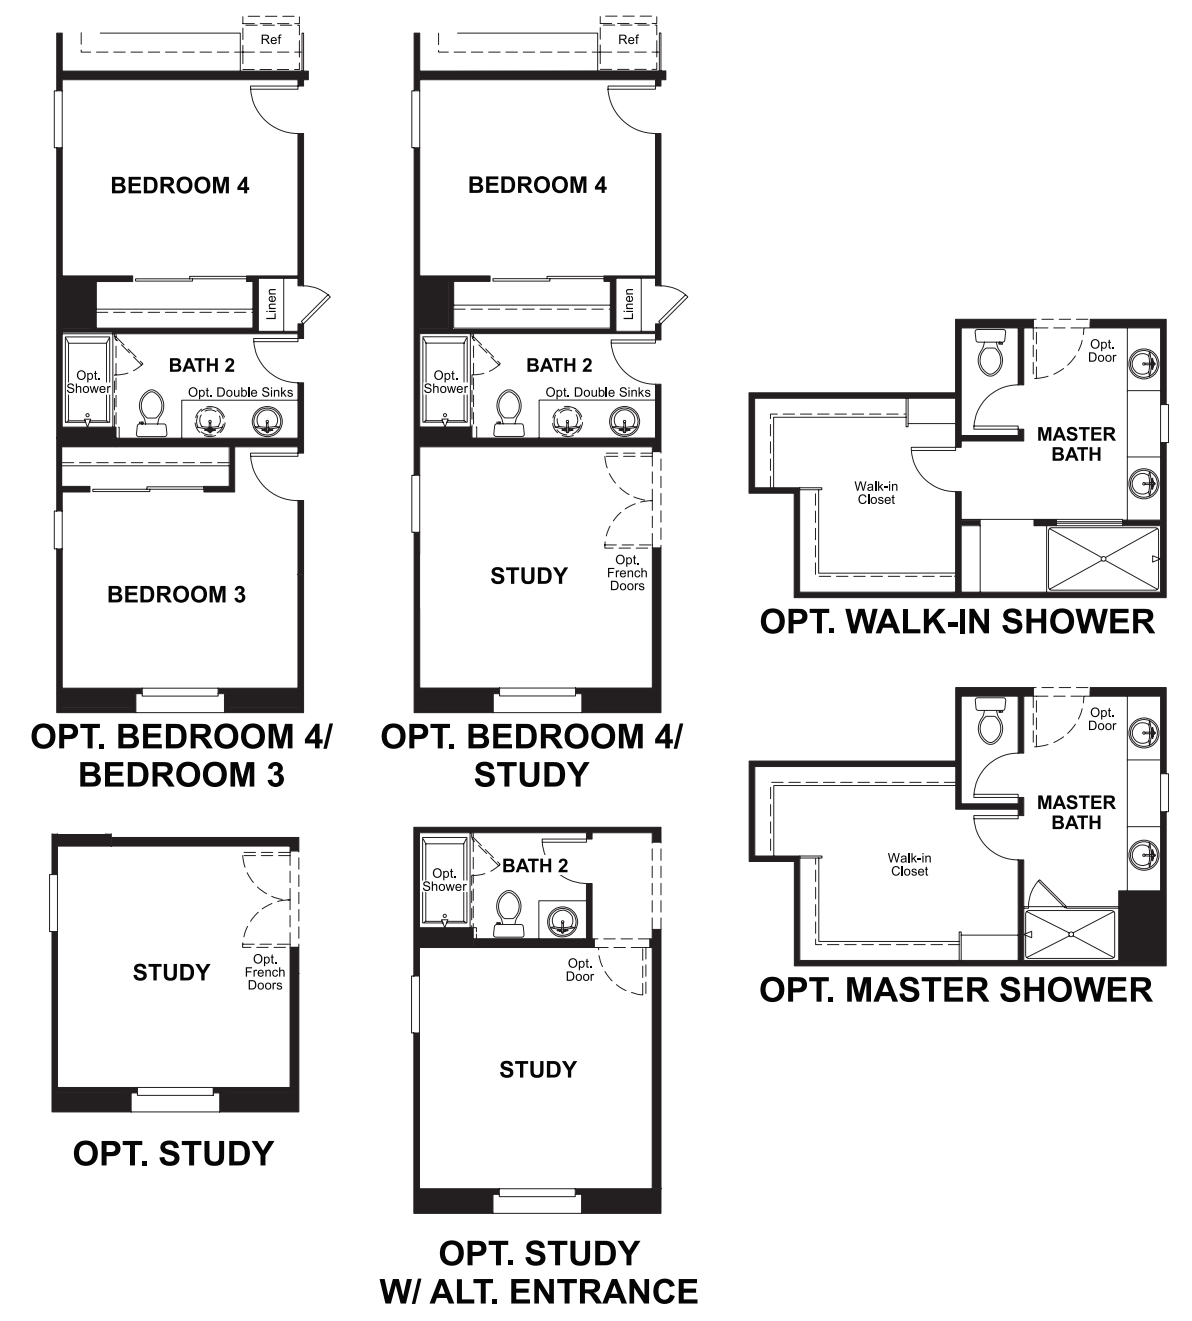 Ref
BEDROOM 4
Linen
BATH 2
Opt.
Shower
Opt. Double Sinks
BEDROOM 3
OPT. BEDROOM 4/
BEDROOM 3
Ref
BEDROOM 4
Linen
BATH 2
Opt.
Shower
Opt. Double Sinks
STUDY
Opt.
French
Doors
OPT. BEDROOM 4/
STUDY
Opt.
Door
MASTER
BATH
Walk-in
Closet
OPT. WALK-IN SHOWER
Opt.
Door
MASTER
BATH
Walk-in
Closet
OPT. MASTER SHOWER
STUDY
Opt.
French
Doors
OPT. STUDY
BATH 2
Opt.
Shower
Opt.
Door
STUDY
OPT. STUDY
W/ ALT. ENTRANCE